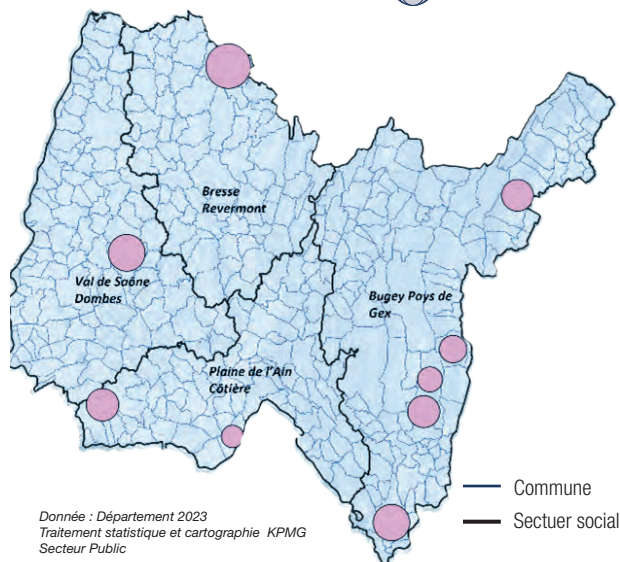 Bresse
Revermont
Val de Saône
Dombes
Bugey Pays de
Gex
Plaine de l'Ain
Côtière
Commune
Sectuer social
Donnée : Département 2023
Traitement statistique et cartographie KPMG
Secteur Public